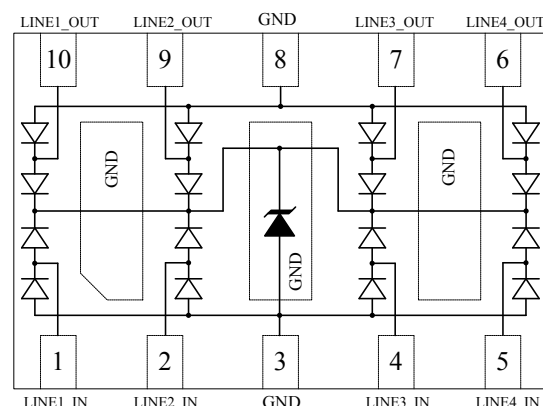 LINE1_OUT LINE2_OUT GND LINE3_OUT LINE4_OUT
10 9 8 7 6
GND GND GND
1 2 3 4 5
LINE1_IN LINE2_IN GND LINE3_IN LINE4_IN